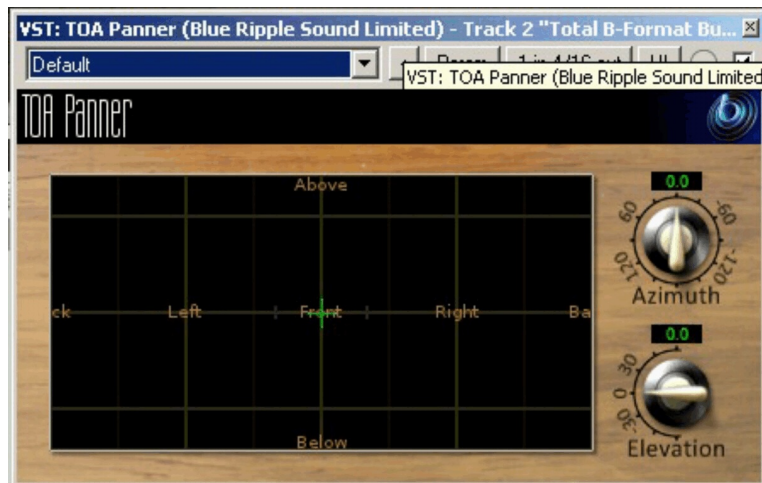 VST: TOA Panner (Blue Ripple Sound Limited) - Track 2 "Total B-Format Bu...
Default
VST: TOA Panner (Blue Ripple Sound Limited
TOA Panner
Above
ck Left Front Right Ba
Below
0.0
60 -60
120 -120
Azimuth
0.0
30
0
-30
Elevation